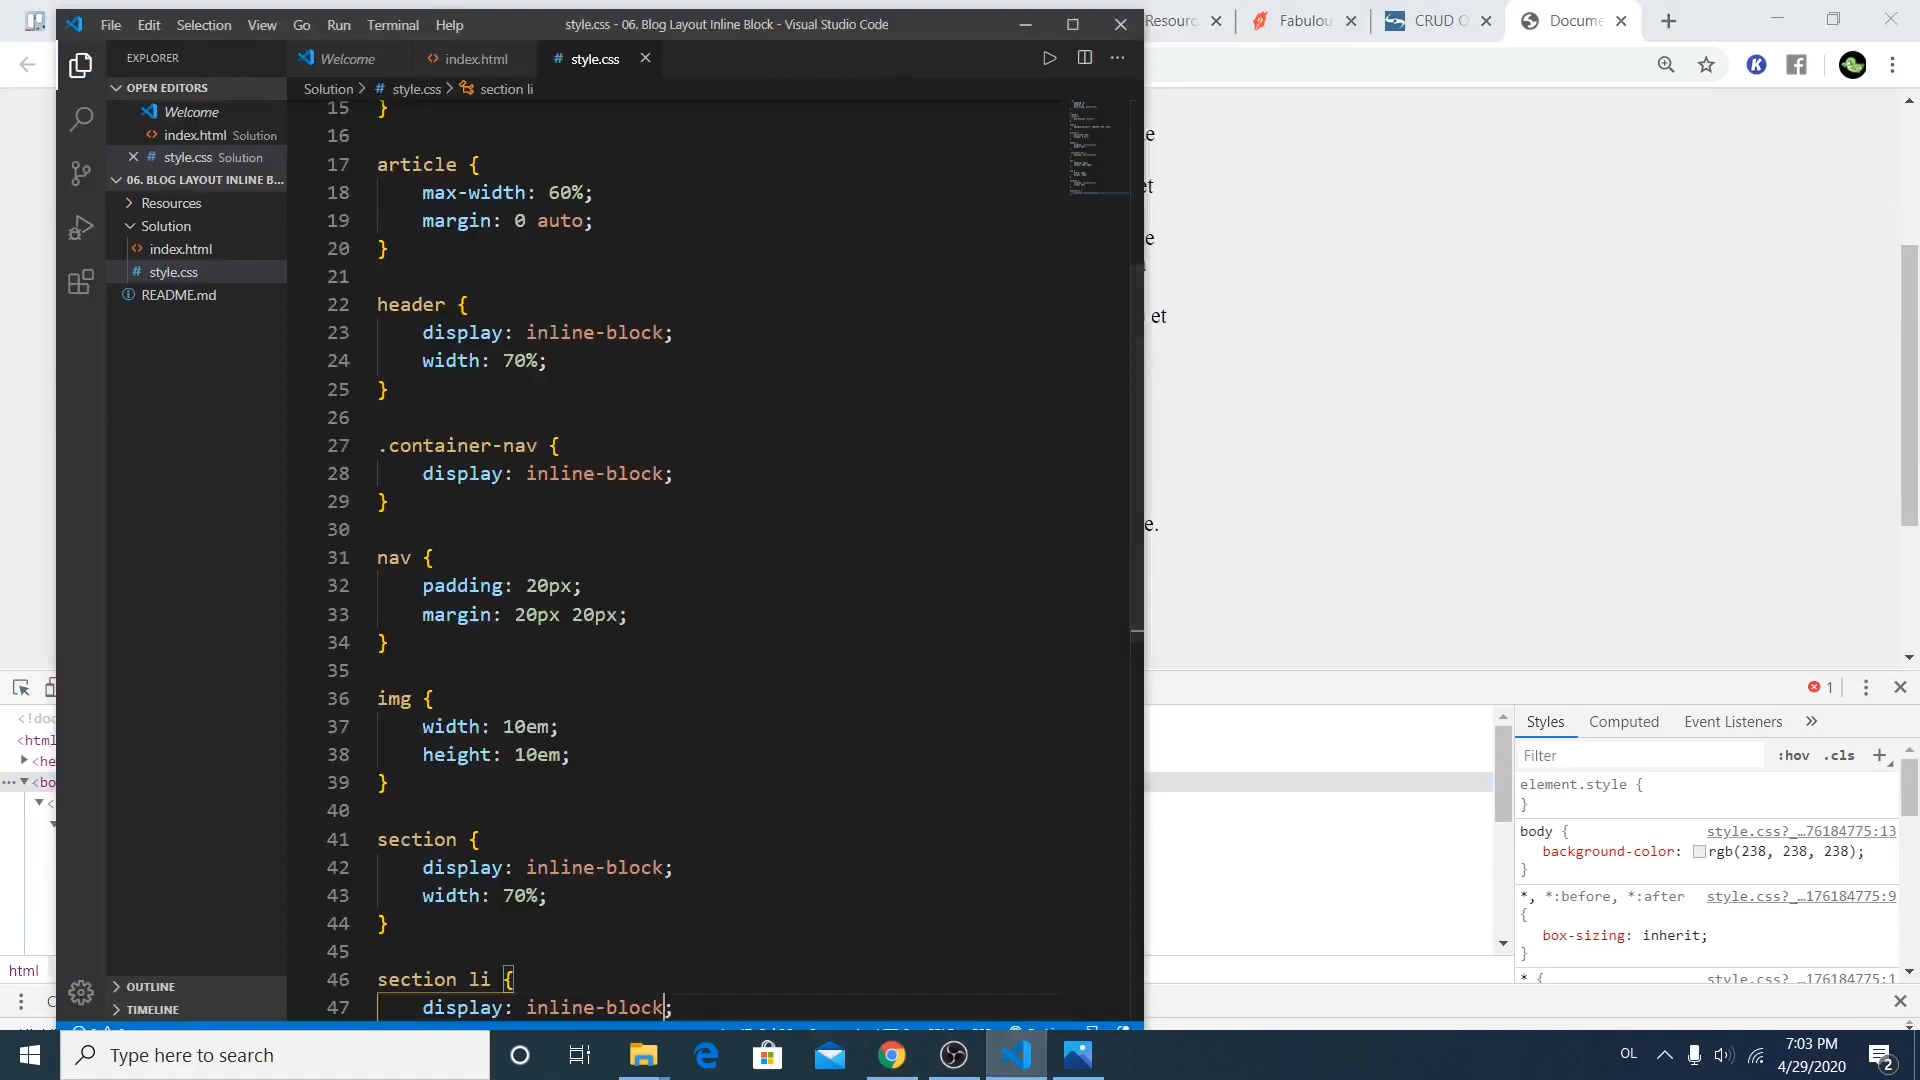 File Edit Selection View Go Run Terminal Help
style.css - 06. Blog Layout Inline Block - Visual Studio Code
Resourc
Fabulou
CRUD O
Docume
EXPLORER
Welcome
index.html
# style.css
OPEN EDITORS
Welcome
index.html Solution
# style.css Solution
06. BLOG LAYOUT INLINE B...
Resources
Solution
index.html
# style.css
README.md
OUTLINE
TIMELINE
Solution > # style.css > section li
15 }
16
17 article {
18 max-width: 60%;
19 margin: 0 auto;
20 }
21
22 header {
23 display: inline-block;
24 width: 70%;
25 }
26
27 .container-nav {
28 display: inline-block;
29 }
30
31 nav {
32 padding: 20px;
33 margin: 20px 20px;
34 }
35
36 img {
37 width: 10em;
38 height: 10em;
39 }
40
41 section {
42 display: inline-block;
43 width: 70%;
44 }
45
46 section li {
47 display: inline-block;
et
e.
1
<!doc
<html
<he
<bo
html
Styles Computed Event Listeners
Filter
:hov .cls +
element.style {
}
body {
style.css?_…76184775:13
background-color: rgb(238, 238, 238);
}
*, *:before, *:after
style.css?_…176184775:9
{
box-sizing: inherit;
}
* {
style.css?_…176184775:1
Type here to search
OL
7:03 PM
4/29/2020
2